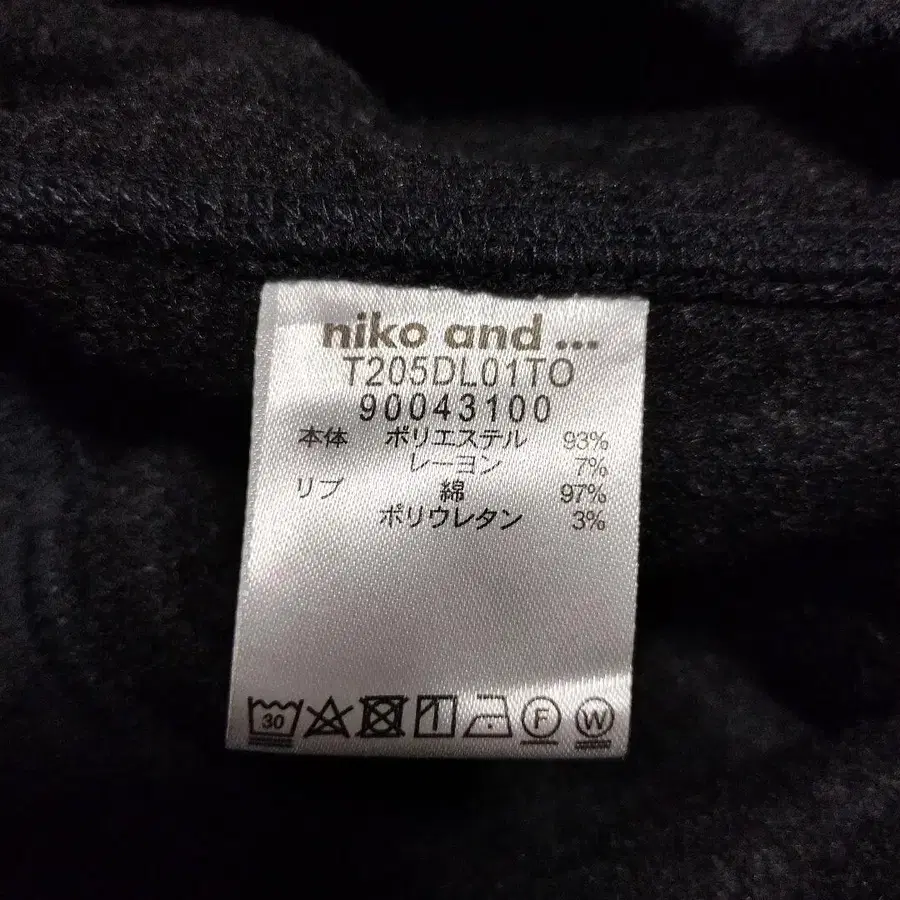 niko and ...
T205DL01TO
90043100
本体 ポリエステル 93%
レーヨン 7%
リブ 綿 97%
ポリウレタン 3%
30 F W